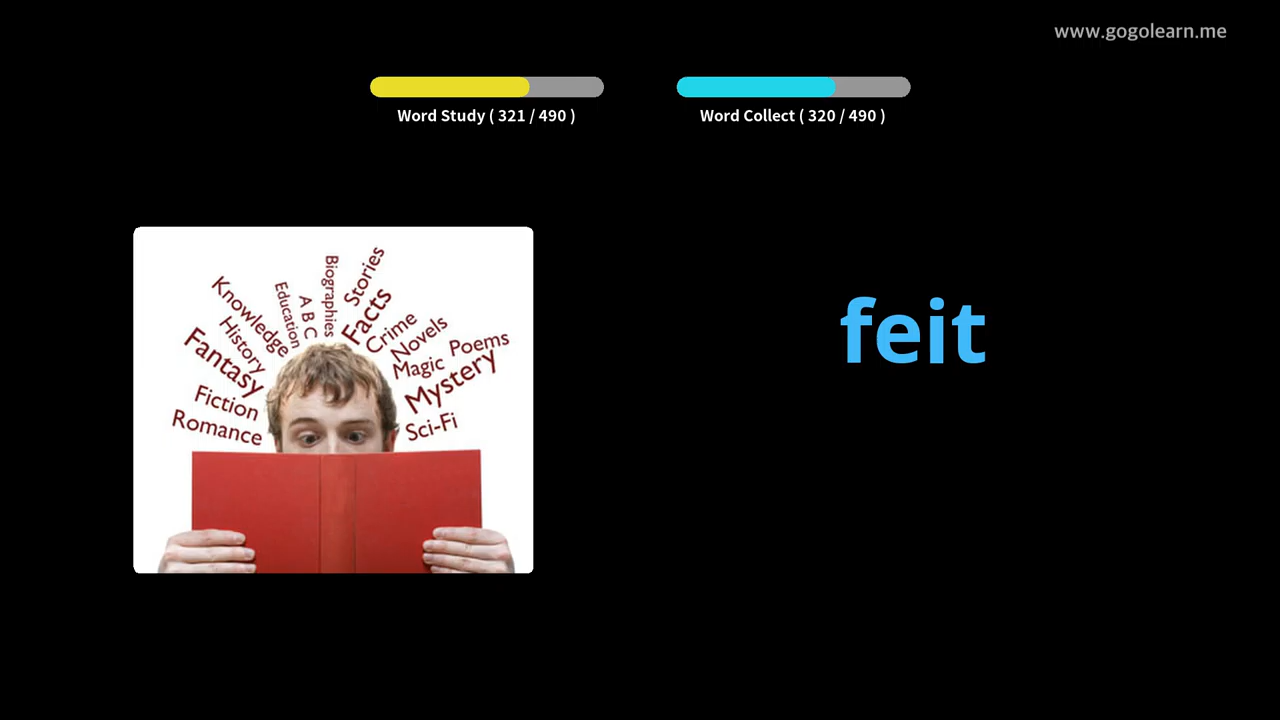 www.gogolearn.me
Word Study ( 321 / 490 )
Word Collect ( 320 / 490 )
feit
Biographies
Stories
Education
A B C
Facts
Knowledge
Crime
History
Novels
Poems
Fantasy
Magic
Mystery
Fiction
Romance
Sci-Fi